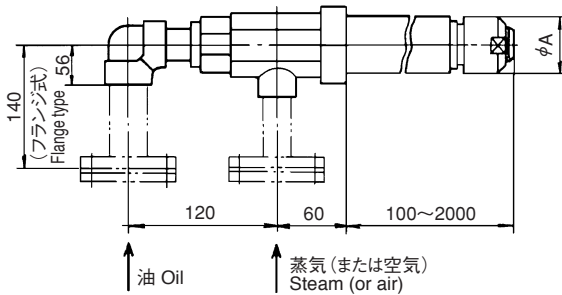 φA
56
140
(フランジ式)
Flange type
120
60
100～2000
油 Oil
蒸気(または空気)
Steam (or air)